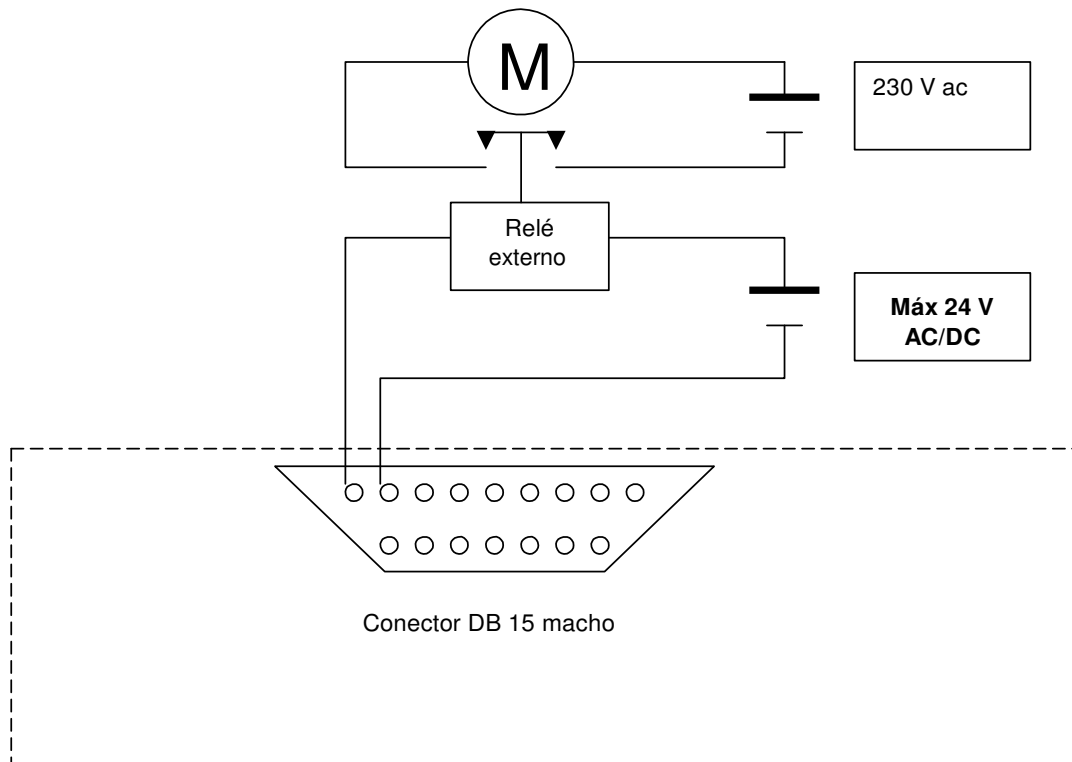 M
230 V ac
Relé
externo
Máx 24 V
AC/DC
Conector DB 15 macho